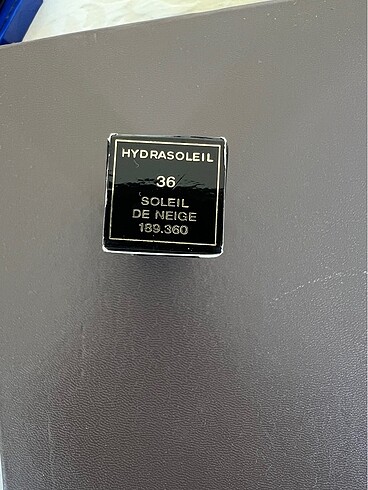 HYDRASOLEIL
36
SOLEIL
DE NEIGE
189.360